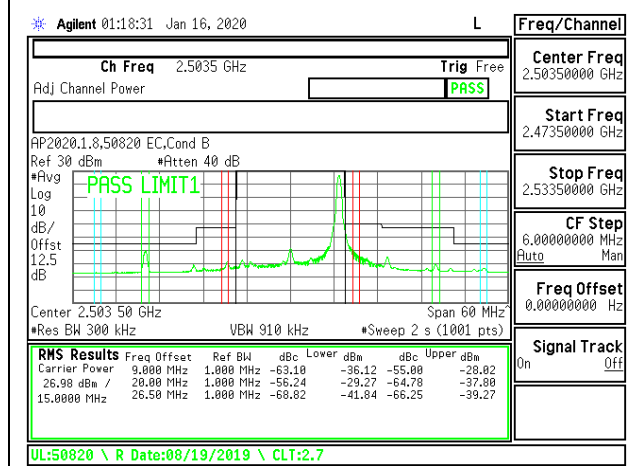 Agilent 01:18:31 Jan 16, 2020 L
Freq/Channel
Ch Freq 2.5035 GHz Trig Free
Adj Channel Power PASS
AP2020.1.8,50820 EC,Cond B
Ref 30 dBm #Atten 40 dB
#Avg
Log
10
dB/
Offst
12.5
dB
PASS LIMIT1
Center 2.503 50 GHz Span 60 MHz^
#Res BW 300 kHz VBW 910 kHz #Sweep 2 s (1001 pts)
RMS Results Freq Offset Ref BW dBc Lower dBm dBc Upper dBm
Carrier Power 9.000 MHz 1.000 MHz -63.10 -36.12 -55.00 -28.02
26.98 dBm / 20.00 MHz 1.000 MHz -56.24 -29.27 -64.78 -37.80
15.0000 MHz 26.50 MHz 1.000 MHz -68.82 -41.84 -66.25 -39.27
UL:50820 \ R Date:08/19/2019 \ CLT:2.7
Center Freq
2.50350000 GHz
Start Freq
2.47350000 GHz
Stop Freq
2.53350000 GHz
CF Step
6.00000000 MHz
Auto Man
Freq Offset
0.00000000 Hz
Signal Track
On Off